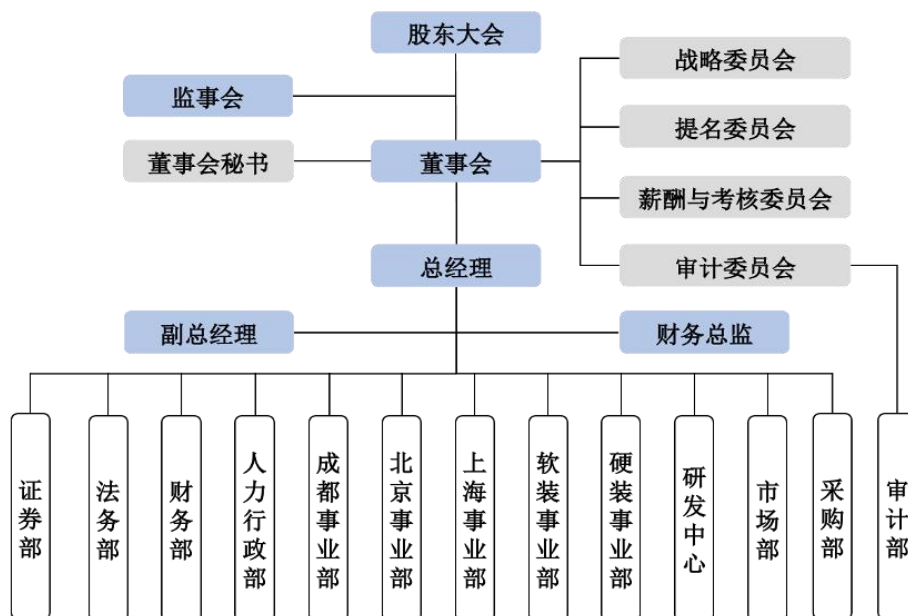 股东大会
战略委员会
监事会
提名委员会
董事会秘书
董事会
薪酬与考核委员会
总经理
审计委员会
副总经理
财务总监
证券部
法务部
财务部
人力行政部
成都事业部
北京事业部
上海事业部
软装事业部
硬装事业部
研发中心
市场部
采购部
审计部